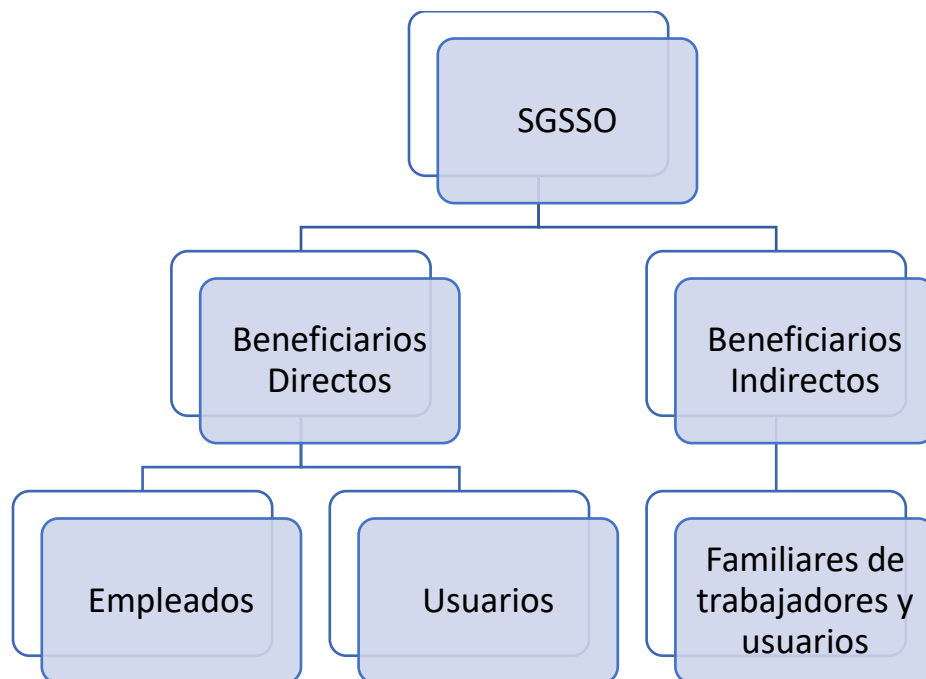 SGSSO
Beneficiarios
Directos
Beneficiarios
Indirectos
Empleados
Usuarios
Familiares de
trabajadores y
usuarios